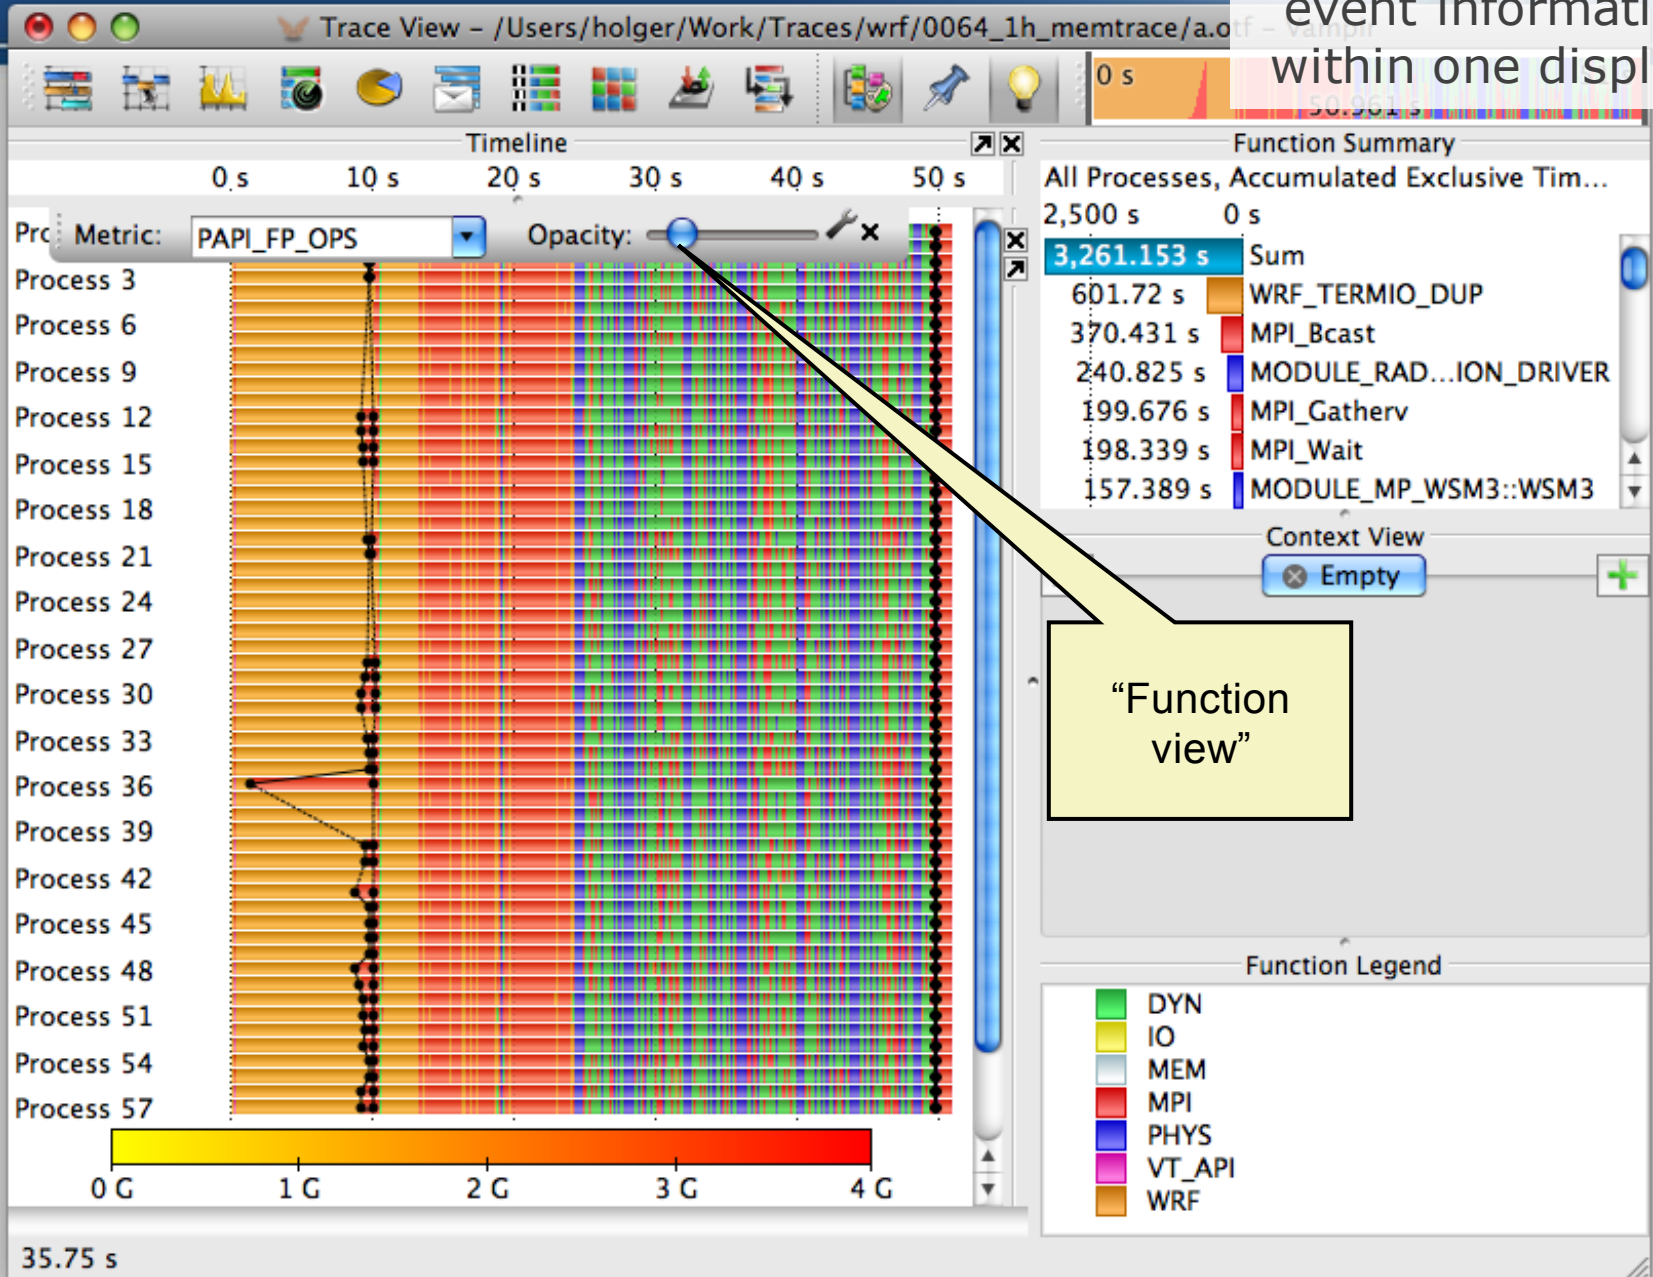 event informati
within one displ
Trace View – /Users/holger/Work/Traces/wrf/0064_1h_memtrace/a.otf – Vampir
0 s
50.961 s
Timeline
0 s 10 s 20 s 30 s 40 s 50 s
Metric: PAPI_FP_OPS Opacity:
Process 3
Process 6
Process 9
Process 12
Process 15
Process 18
Process 21
Process 24
Process 27
Process 30
Process 33
Process 36
Process 39
Process 42
Process 45
Process 48
Process 51
Process 54
Process 57
0 G 1 G 2 G 3 G 4 G
35.75 s
Function Summary
All Processes, Accumulated Exclusive Tim...
2,500 s 0 s
3,261.153 s Sum
601.72 s WRF_TERMIO_DUP
370.431 s MPI_Bcast
240.825 s MODULE_RAD...ION_DRIVER
199.676 s MPI_Gatherv
198.339 s MPI_Wait
157.389 s MODULE_MP_WSM3::WSM3
Context View
Empty
“Function
view”
Function Legend
DYN
IO
MEM
MPI
PHYS
VT_API
WRF